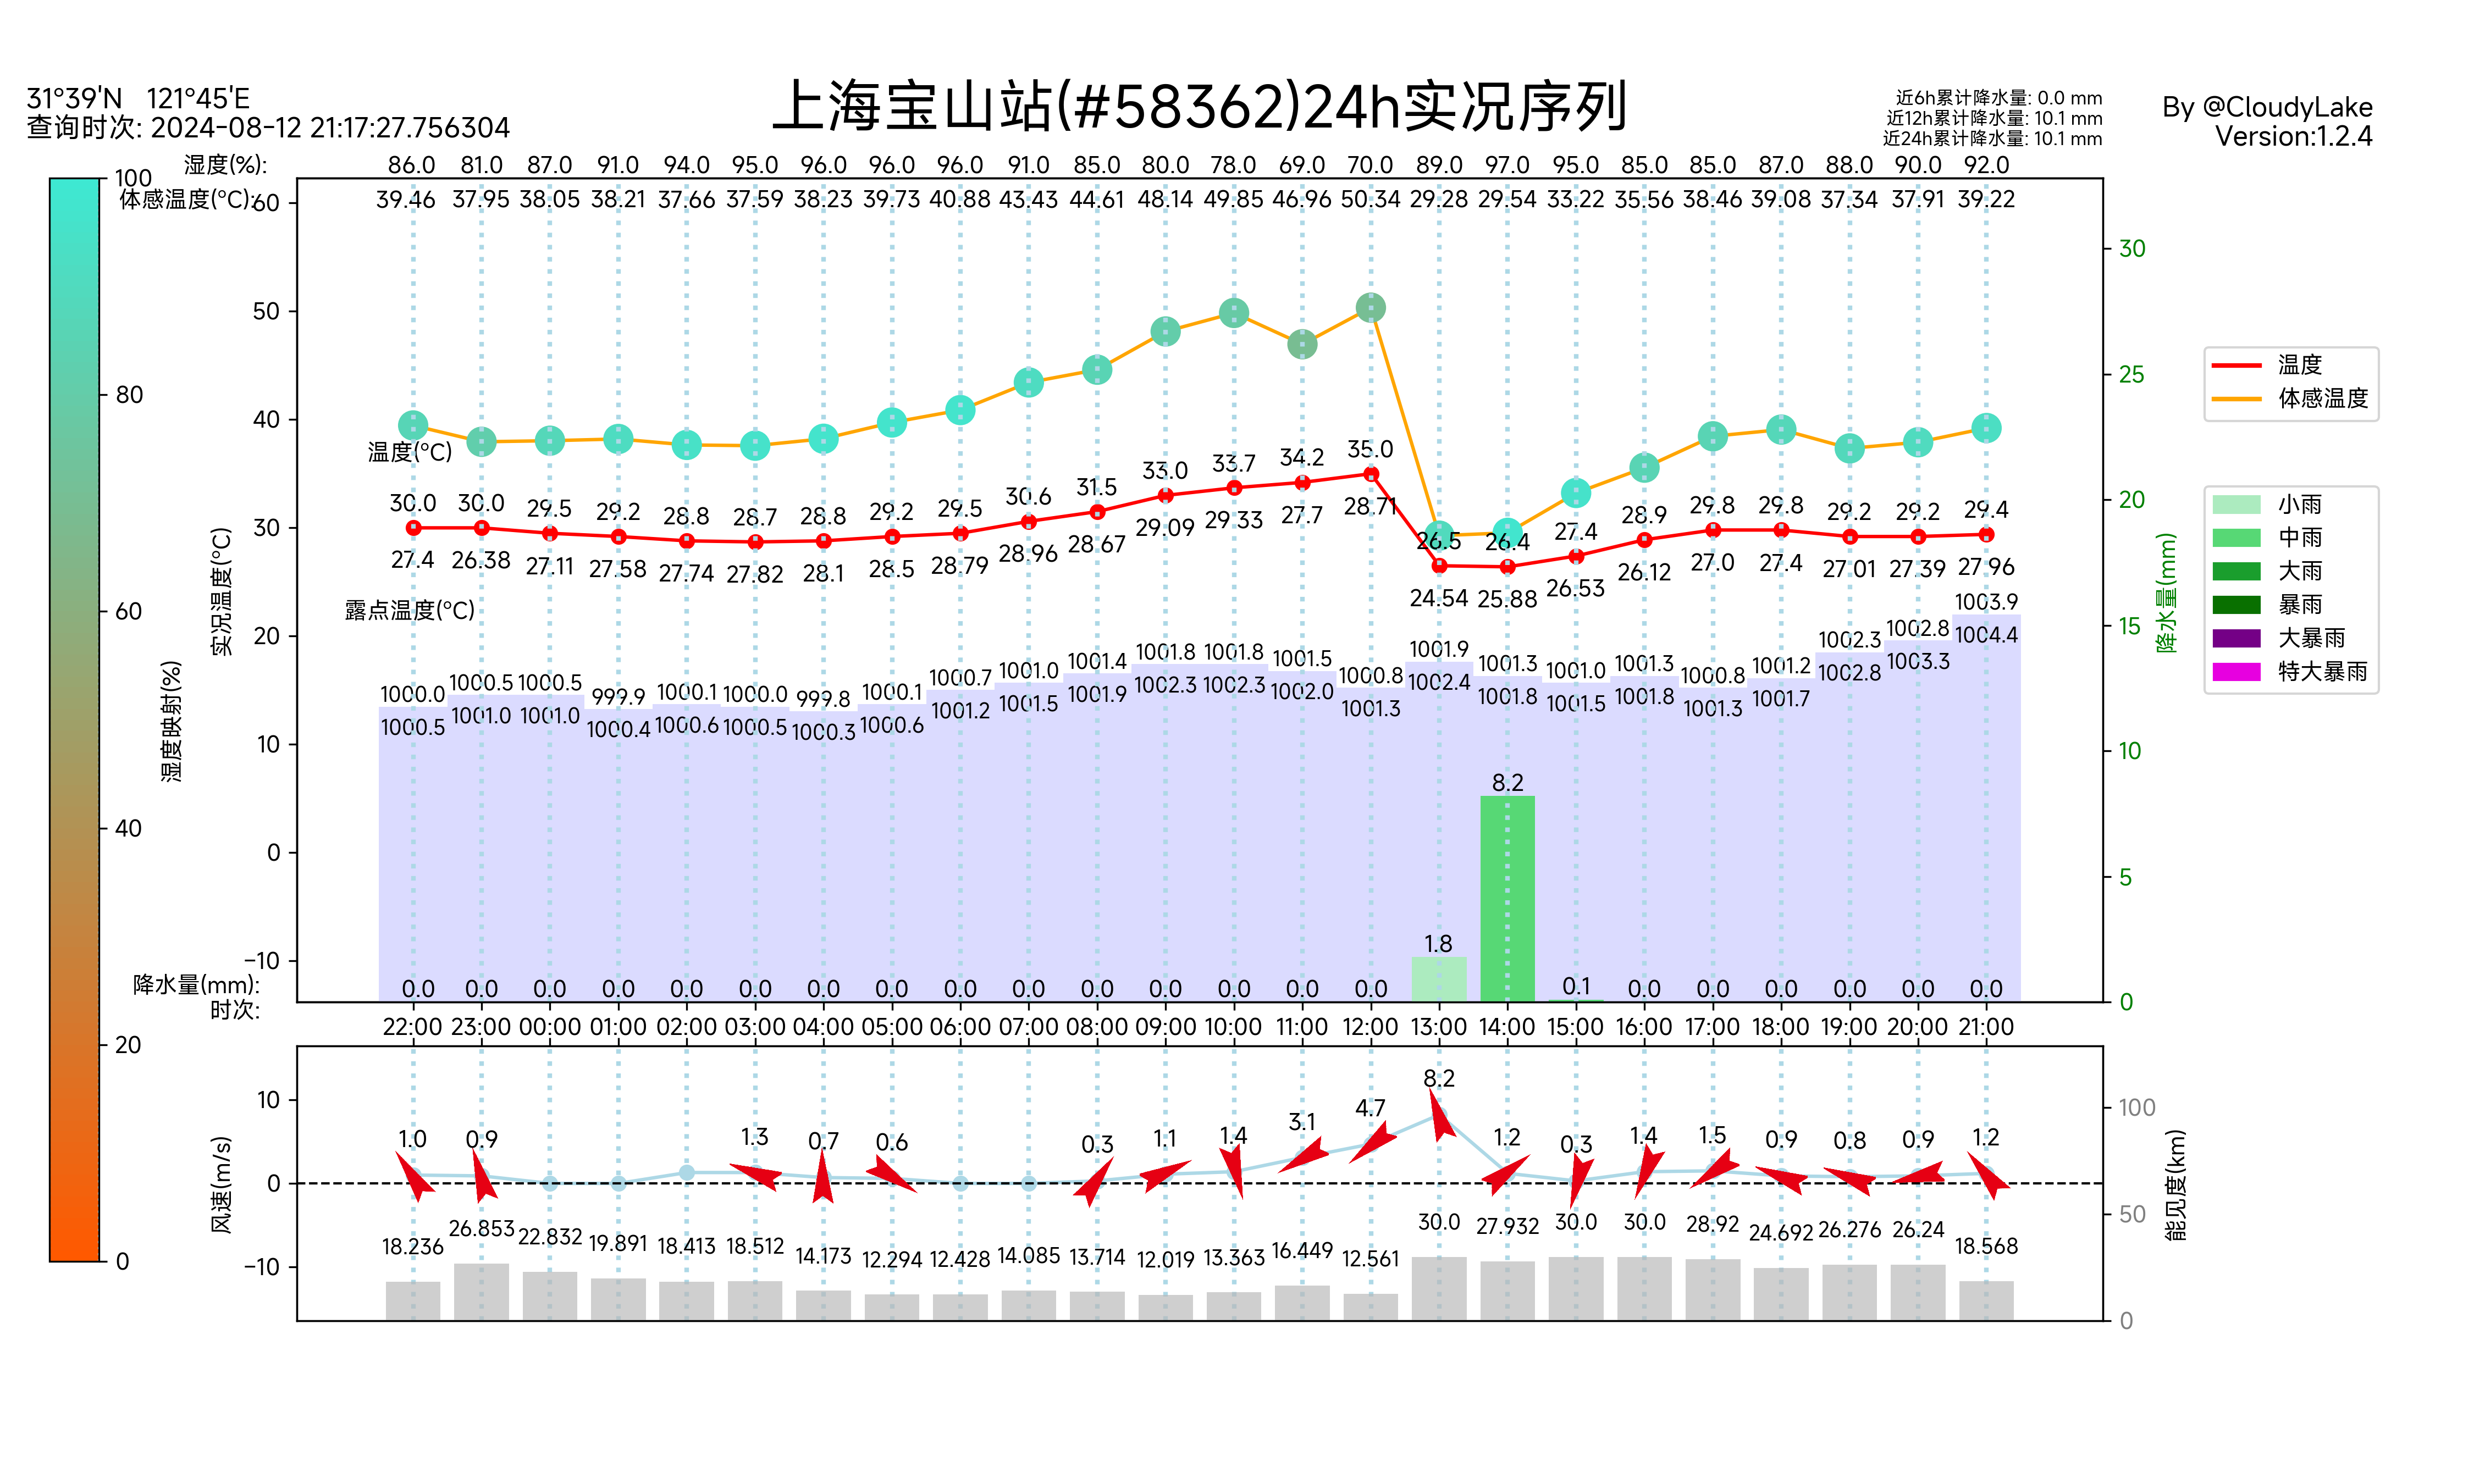 上海宝山站(#58362)24h实况序列
31°39'N 121°45'E
查询时次: 2024-08-12 21:17:27.756304
近6h累计降水量: 0.0 mm
近12h累计降水量: 10.1 mm
近24h累计降水量: 10.1 mm
By @CloudyLake
Version:1.2.4
湿度(%): 86.0 81.0 87.0 91.0 94.0 95.0 96.0 96.0 96.0 91.0 85.0 80.0 78.0 69.0 70.0 89.0 97.0 95.0 85.0 85.0 87.0 88.0 90.0 92.0
体感温度(°C): 39.46 37.95 38.05 38.21 37.66 37.59 38.23 39.73 40.88 43.43 44.61 48.14 49.85 46.96 50.34 29.28 29.54 33.22 35.56 38.46 39.08 37.34 37.91 39.22
100
80
60
40
20
0
湿度映射(%)
60
50
40
30
20
10
0
−10
实况温度(°C)
温度(°C)
30.0 30.0 29.5 29.2 28.8 28.7 28.8 29.2 29.5 30.6 31.5 33.0 33.7 34.2 35.0 26.5 26.4 27.4 28.9 29.8 29.8 29.2 29.2 29.4
27.4 26.38 27.11 27.58 27.74 27.82 28.1 28.5 28.79 28.96 28.67 29.09 29.33 27.7 28.71 24.54 25.88 26.53 26.12 27.0 27.4 27.01 27.39 27.96
露点温度(°C)
1000.0 1000.5 1000.5 999.9 1000.1 1000.0 999.8 1000.1 1000.7 1001.0 1001.4 1001.8 1001.8 1001.5 1000.8 1001.9 1001.3 1001.0 1001.3 1000.8 1001.2 1002.3 1002.8 1003.9
1000.5 1001.0 1001.0 1000.4 1000.6 1000.5 1000.3 1000.6 1001.2 1001.5 1001.9 1002.3 1002.3 1002.0 1001.3 1002.4 1001.8 1001.5 1001.8 1001.3 1001.7 1002.8 1003.3 1004.4
降水量(mm): 0.0 0.0 0.0 0.0 0.0 0.0 0.0 0.0 0.0 0.0 0.0 0.0 0.0 0.0 0.0 1.8 8.2 0.1 0.0 0.0 0.0 0.0 0.0 0.0
时次:
22:00 23:00 00:00 01:00 02:00 03:00 04:00 05:00 06:00 07:00 08:00 09:00 10:00 11:00 12:00 13:00 14:00 15:00 16:00 17:00 18:00 19:00 20:00 21:00
30
25
20
15
10
5
0
降水量(mm)
温度
体感温度
小雨
中雨
大雨
暴雨
大暴雨
特大暴雨
10
0
−10
风速(m/s)
1.0 0.9 1.3 0.7 0.6 0.3 1.1 1.4 3.1 4.7 8.2 1.2 0.3 1.4 1.5 0.9 0.8 0.9 1.2
18.236 26.853 22.832 19.891 18.413 18.512 14.173 12.294 12.428 14.085 13.714 12.019 13.363 16.449 12.561 30.0 27.932 30.0 30.0 28.92 24.692 26.276 26.24 18.568
100
50
0
能见度(km)